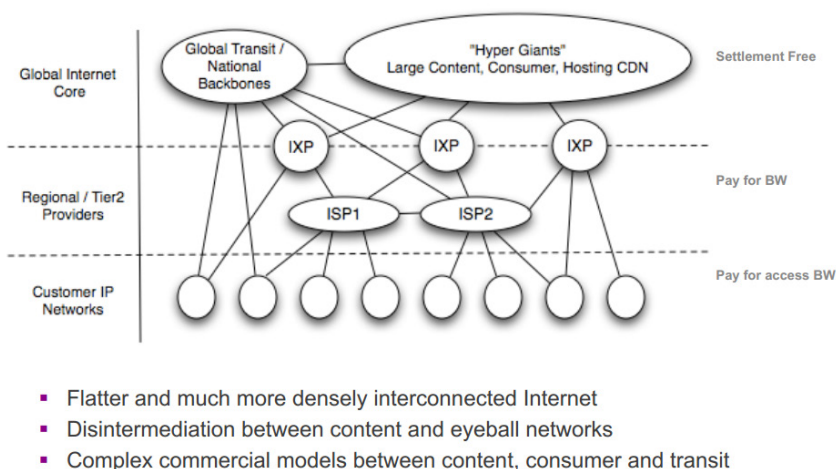 Global Internet
Core
Global Transit /
National
Backbones
"Hyper Giants"
Large Content, Consumer, Hosting CDN
Settlement Free
IXP
IXP
IXP
Regional / Tier2
Providers
ISP1
ISP2
Pay for BW
Customer IP
Networks
Pay for access BW
Flatter and much more densely interconnected Internet
Disintermediation between content and eyeball networks
Complex commercial models between content, consumer and transit